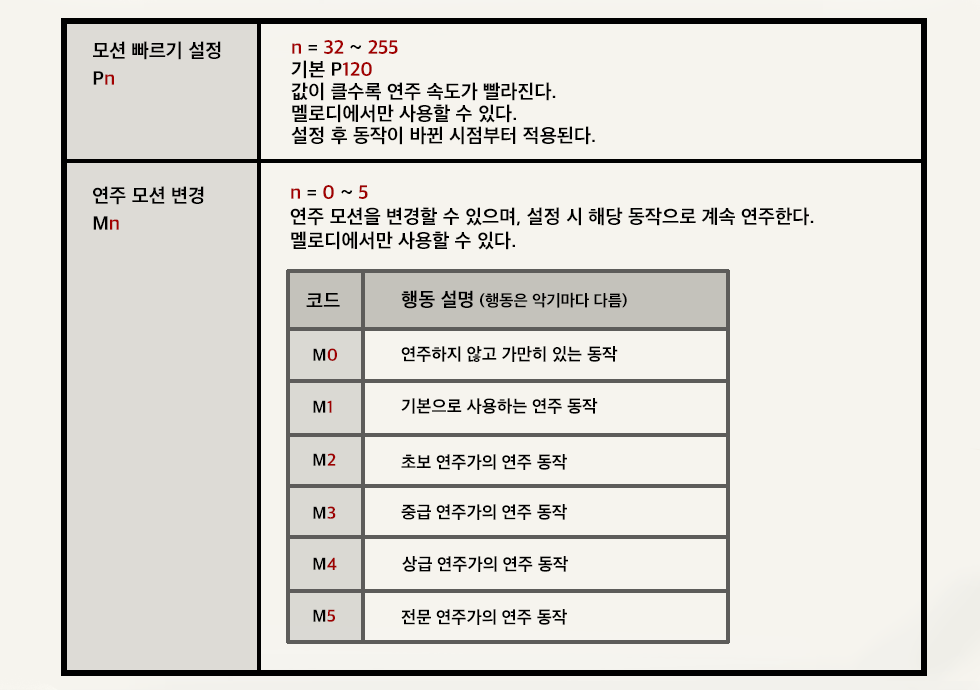 모션 빠르기 설정
Pn
n = 32 ~ 255
기본 P120
값이 클수록 연주 속도가 빨라진다.
멜로디에서만 사용할 수 있다.
설정 후 동작이 바뀐 시점부터 적용된다.
연주 모션 변경
Mn
n = 0 ~ 5
연주 모션을 변경할 수 있으며, 설정 시 해당 동작으로 계속 연주한다.
멜로디에서만 사용할 수 있다.
코드 행동 설명 (행동은 악기마다 다름)
M0 연주하지 않고 가만히 있는 동작
M1 기본으로 사용하는 연주 동작
M2 초보 연주가의 연주 동작
M3 중급 연주가의 연주 동작
M4 상급 연주가의 연주 동작
M5 전문 연주가의 연주 동작